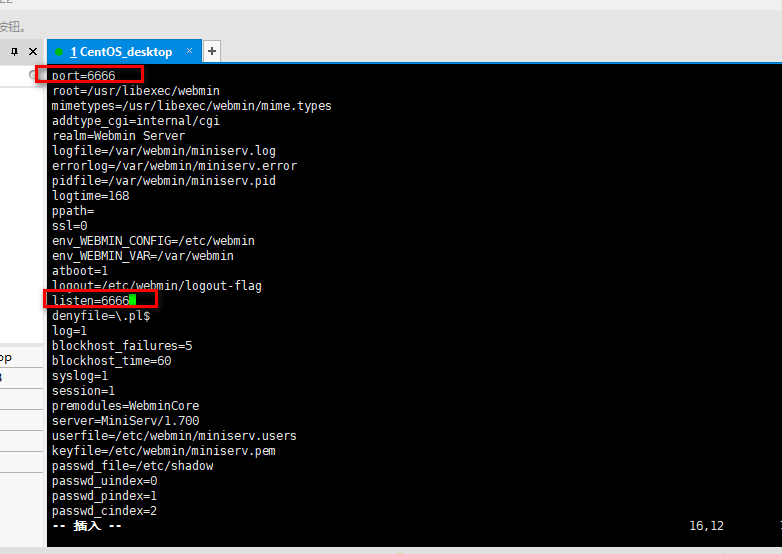 按钮。
1 CentOS_desktop × +
port=6666
root=/usr/libexec/webmin
mimetypes=/usr/libexec/webmin/mime.types
addtype_cgi=internal/cgi
realm=Webmin Server
logfile=/var/webmin/miniserv.log
errorlog=/var/webmin/miniserv.error
pidfile=/var/webmin/miniserv.pid
logtime=168
ppath=
ssl=0
env_WEBMIN_CONFIG=/etc/webmin
env_WEBMIN_VAR=/var/webmin
atboot=1
logout=/etc/webmin/logout-flag
listen=6666
denyfile=\.pl$
log=1
blockhost_failures=5
blockhost_time=60
syslog=1
session=1
premodules=WebminCore
server=MiniServ/1.700
userfile=/etc/webmin/miniserv.users
keyfile=/etc/webmin/miniserv.pem
passwd_file=/etc/shadow
passwd_uindex=0
passwd_pindex=1
passwd_cindex=2
-- 插入 -- 16,12
op